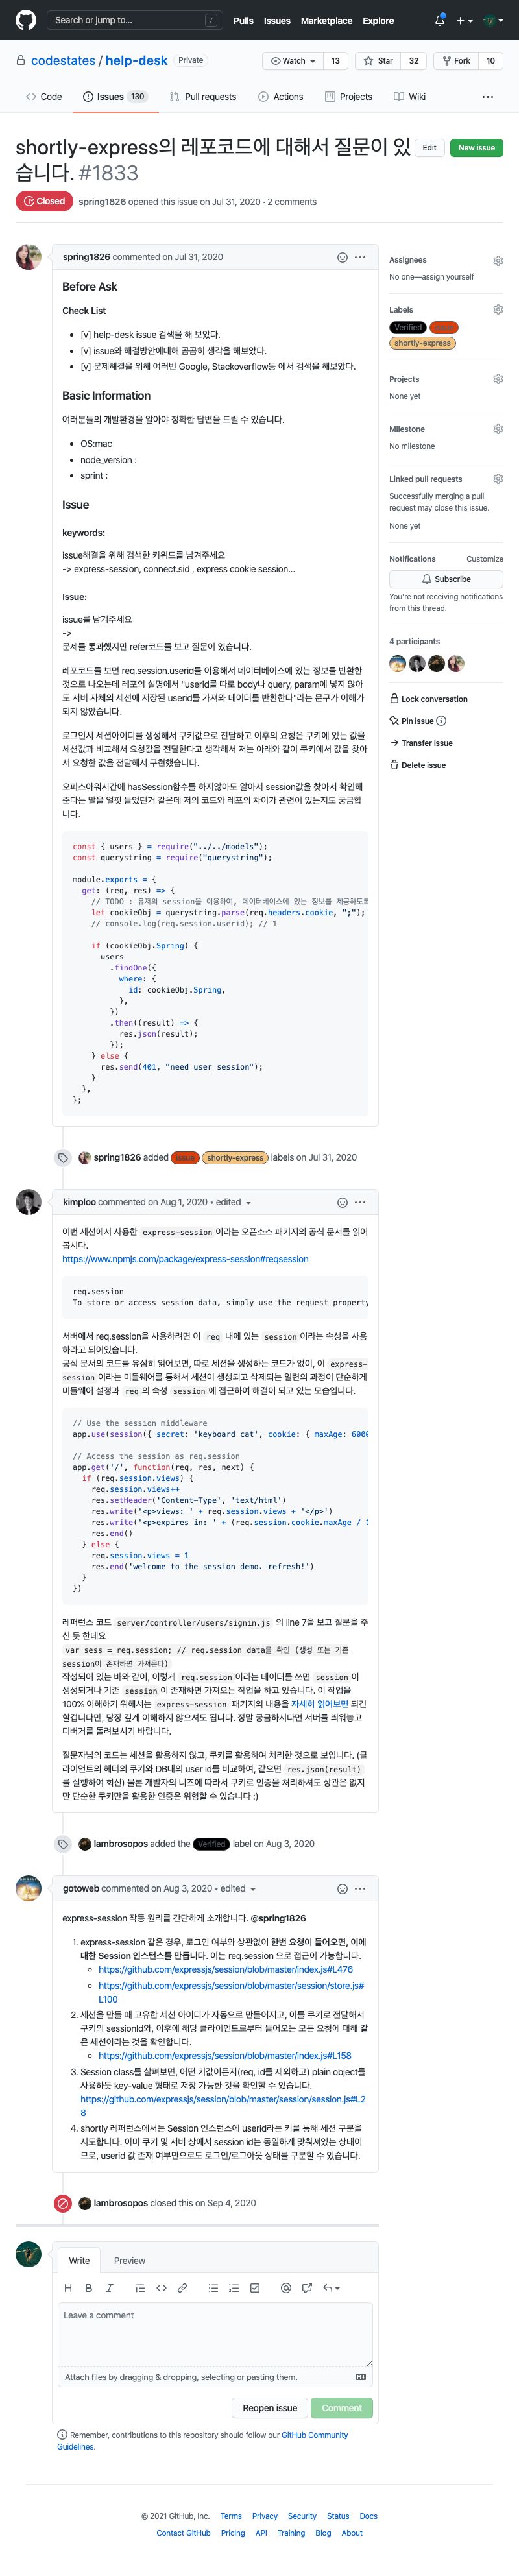 Search or jump to...
/
Pulls Issues Marketplace Explore
codestates / help-desk Private
Watch 13 Star 32 Fork 10
Code Issues 130 Pull requests Actions Projects Wiki
shortly-express의 레포코드에 대해서 질문이 있
습니다. #1833
Edit New issue
Closed spring1826 opened this issue on Jul 31, 2020 · 2 comments
spring1826 commented on Jul 31, 2020
Before Ask
Check List
• [v] help-desk issue 검색을 해 보았다.
• [v] issue와 해결방안에대해 곰곰히 생각을 해보았다.
• [v] 문제해결을 위해 여러번 Google, Stackoverflow등 에서 검색을 해보았다.
Basic Information
여러분들의 개발환경을 알아야 정확한 답변을 드릴 수 있습니다.
• OS:mac
• node_version :
• sprint :
Issue
keywords:
issue해결을 위해 검색한 키워드를 남겨주세요
-> express-session, connect.sid , express cookie session...
Issue:
issue를 남겨주세요
->
문제를 통과했지만 refer코드를 보고 질문이 있습니다.
레포코드를 보면 req.session.userid를 이용해서 데이터베이스에 있는 정보를 반환한
것으로 나오는데 레포의 설명에서 "userid를 따로 body나 query, param에 넣지 않아
도 서버 자체의 세션에 저장된 userid를 가져와 데이터를 반환한다"라는 문구가 이해가
되지 않았습니다.
로그인시 세션아이디를 생성해서 쿠키값으로 전달하고 이후의 요청은 쿠키에 있는 값을
세션값과 비교해서 요청값을 전달한다고 생각해서 저는 아래와 같이 쿠키에서 값을 찾아
서 요청한 값을 전달해서 구현했습니다.
오피스아워시간에 hasSession함수를 하지않아도 알아서 session값을 찾아서 확인해
준다는 말을 얼핏 들었던거 같은데 저의 코드와 레포의 차이가 관련이 있는지도 궁금합
니다.
const { users } = require("../../models");
const querystring = require("querystring");
module.exports = {
get: (req, res) => {
// TODO : 유저의 session을 이용하여, 데이터베이스에 있는 정보를 제공하도록
let cookieObj = querystring.parse(req.headers.cookie, ";");
// console.log(req.session.userid); // 1
if (cookieObj.Spring) {
users
.findOne({
where: {
id: cookieObj.Spring,
},
})
.then((result) => {
res.json(result);
});
} else {
res.send(401, "need user session");
}
},
};
spring1826 added issue shortly-express labels on Jul 31, 2020
kimploo commented on Aug 1, 2020 • edited
이번 세션에서 사용한 express-session 이라는 오픈소스 패키지의 공식 문서를 읽어
봅시다.
https://www.npmjs.com/package/express-session#reqsession
req.session
To store or access session data, simply use the request property
서버에서 req.session을 사용하려면 이 req 내에 있는 session 이라는 속성을 사용
하라고 되어있습니다.
공식 문서의 코드를 유심히 읽어보면, 따로 세션을 생성하는 코드가 없이, 이 express-
session 이라는 미들웨어를 통해서 세션이 생성되고 삭제되는 일련의 과정이 단순하게
미들웨어 설정과 req 의 속성 session 에 접근하여 해결이 되고 있는 모습입니다.
// Use the session middleware
app.use(session({ secret: 'keyboard cat', cookie: { maxAge: 6000
// Access the session as req.session
app.get('/', function(req, res, next) {
if (req.session.views) {
req.session.views++
res.setHeader('Content-Type', 'text/html')
res.write('<p>views: ' + req.session.views + '</p>')
res.write('<p>expires in: ' + (req.session.cookie.maxAge / 1
res.end()
} else {
req.session.views = 1
res.end('welcome to the session demo. refresh!')
}
})
레퍼런스 코드 server/controller/users/signin.js 의 line 7을 보고 질문을 주
신 듯 한데요
var sess = req.session; // req.session data를 확인 (생성 또는 기존
session이 존재하면 가져온다)
작성되어 있는 바와 같이, 이렇게 req.session 이라는 데이터를 쓰면 session 이 생
성되거나 기존 session 이 존재하면 가져오는 작업을 하고 있습니다. 이 작업을
100% 이해하기 위해서는 express-session 패키지의 내용을 자세히 읽어보면 되긴
할겁니다만, 당장 깊게 이해하지 않으셔도 됩니다. 정말 궁금하시다면 서버를 띄워놓고
디버거를 돌려보시기 바랍니다.
질문자님의 코드는 세션을 활용하지 않고, 쿠키를 활용하여 처리한 것으로 보입니다. (클
라이언트의 헤더의 쿠키와 DB내의 user id를 비교하여, 같으면 res.json(result)
를 실행하여 회신) 물론 개발자의 니즈에 따라서 쿠키로 인증을 처리하셔도 상관은 없지
만 단순한 쿠키만을 활용한 인증은 위험할 수 있습니다 :)
iambrosopos added the Verified label on Aug 3, 2020
gotoweb commented on Aug 3, 2020 • edited
express-session 작동 원리를 간단하게 소개합니다. @spring1826
1. express-session 같은 경우, 로그인 여부와 상관없이 한번 요청이 들어오면, 이에
대한 Session 인스턴스를 만듭니다. 이는 req.session 으로 접근이 가능합니다.
https://github.com/expressjs/session/blob/master/index.js#L476
https://github.com/expressjs/session/blob/master/session/store.js#
L100
2. 세션을 만들 때 고유한 세션 아이디가 자동으로 만들어지고, 이를 쿠키로 전달해서
쿠키의 sessionId와, 이후에 해당 클라이언트로부터 들어오는 모든 요청에 대해 같
은 세션이라는 것을 확인합니다.
https://github.com/expressjs/session/blob/master/index.js#L158
3. Session class를 살펴보면, 어떤 키값이든지(req, id를 제외하고) plain object를
사용하듯 key-value 형태로 저장 가능한 것을 확인할 수 있습니다.
https://github.com/expressjs/session/blob/master/session/session.js#L2
8
4. shortly 레퍼런스에서는 Session 인스턴스에 userid라는 키를 통해 세션 구분을
시도합니다. 이미 쿠키 및 서버 상에서 session id는 동일하게 맞춰져있는 상태이
므로, userid 값 존재 여부만으로도 로그인/로그아웃 상태를 구분할 수 있습니다.
iambrosopos closed this on Sep 4, 2020
Write Preview
Leave a comment
Attach files by dragging & dropping, selecting or pasting them.
Reopen issue Comment
Remember, contributions to this repository should follow our GitHub Community
Guidelines.
Assignees
No one—assign yourself
Labels
Verified issue
shortly-express
Projects
None yet
Milestone
No milestone
Linked pull requests
Successfully merging a pull
request may close this issue.
None yet
Notifications Customize
Subscribe
You're not receiving notifications
from this thread.
4 participants
Lock conversation
Pin issue
Transfer issue
Delete issue
© 2021 GitHub, Inc. Terms Privacy Security Status Docs
Contact GitHub Pricing API Training Blog About